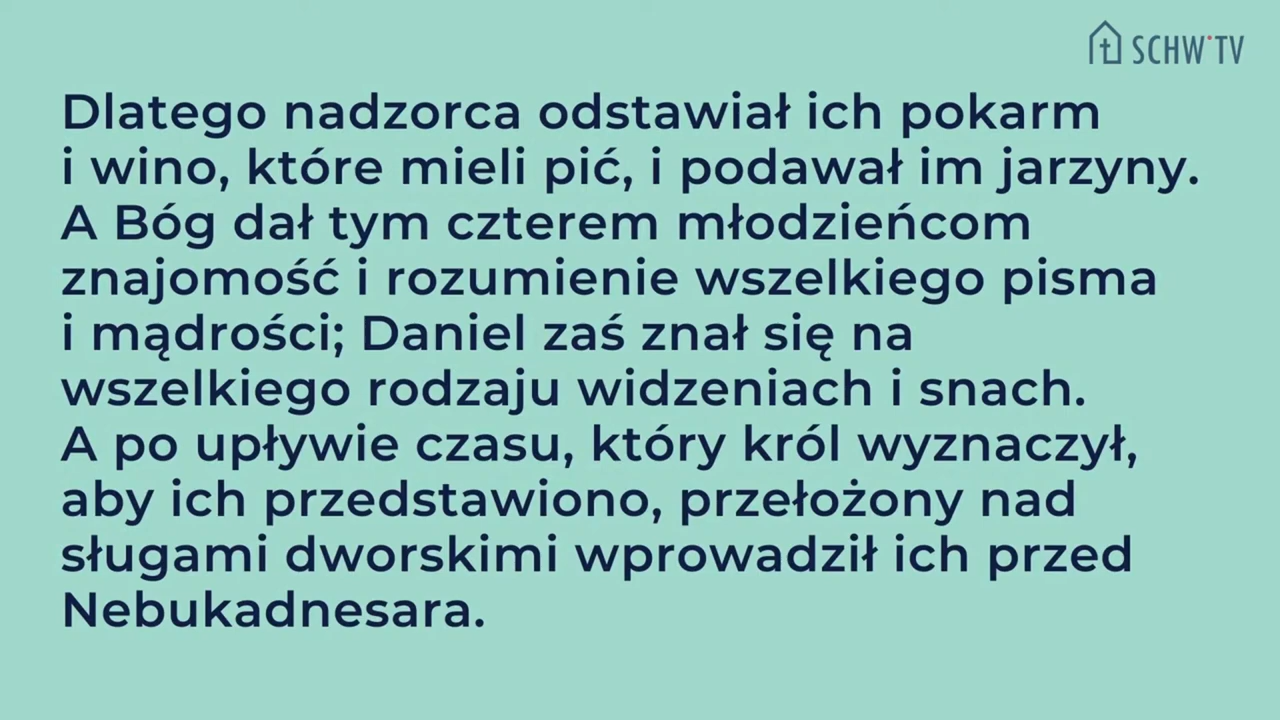 SCHW TV
Dlatego nadzorca odstawiał ich pokarm
i wino, które mieli pić, i podawał im jarzyny.
A Bóg dał tym czterem młodzieńcom
znajomość i rozumienie wszelkiego pisma
i mądrości; Daniel zaś znał się na
wszelkiego rodzaju widzeniach i snach.
A po upływie czasu, który król wyznaczył,
aby ich przedstawiono, przełożony nad
sługami dworskimi wprowadził ich przed
Nebukadnesara.